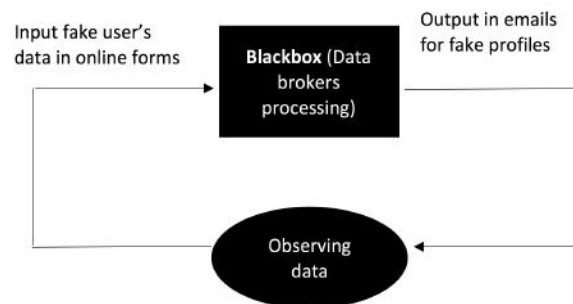 Input fake user's
data in online forms
Blackbox (Data
brokers
processing)
Output in emails
for fake profiles
Observing
data